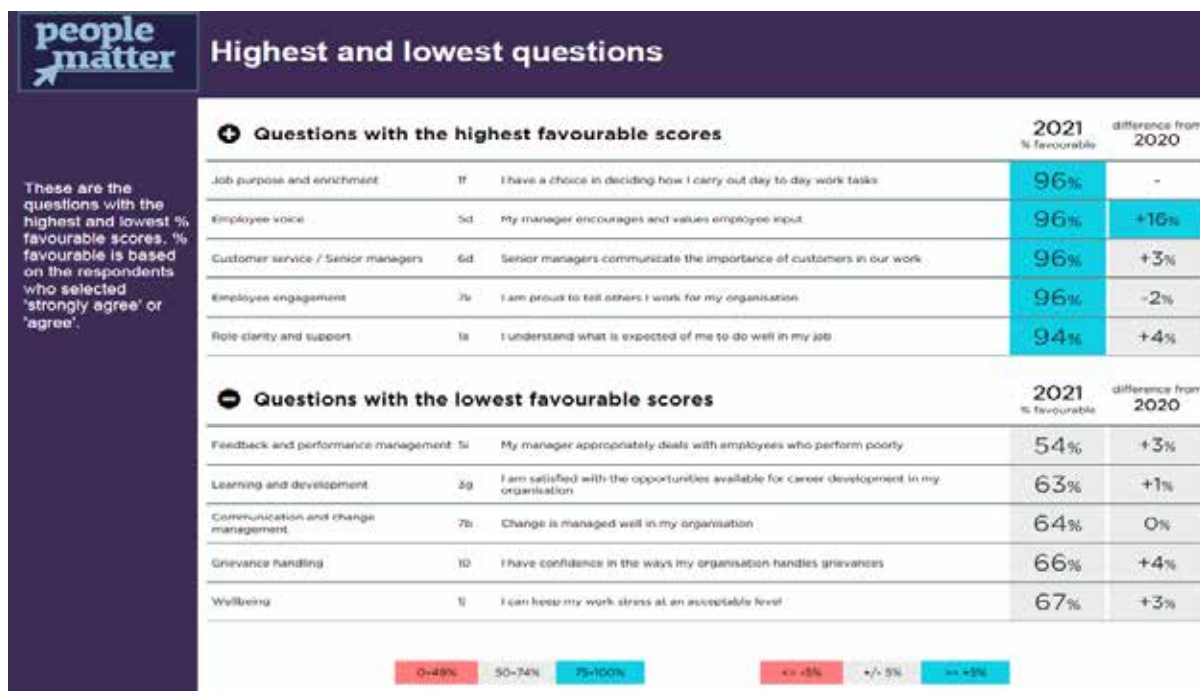 people
matter
Highest and lowest questions
These are the
questions with the
highest and lowest %
favourable scores. %
favourable is based
on the respondents
who selected
'strongly agree' or
'agree'.
Questions with the highest favourable scores 2021 difference from
% favourable 2020
Job purpose and enrichment 1f I have a choice in deciding how I carry out day to day work tasks 96% -
Employee voice 5d My manager encourages and values employee input 96% +16%
Customer service / Senior managers 6d Senior managers communicate the importance of customers in our work 96% +3%
Employee engagement I am proud to tell others I work for my organisation 96% -2%
Role clarity and support 1a I understand what is expected of me to do well in my job 94% +4%
Questions with the lowest favourable scores 2021 difference from
% favourable 2020
Feedback and performance management 5i My manager appropriately deals with employees who perform poorly 54% +3%
Learning and development 3g I am satisfied with the opportunities available for career development in my
organisation 63% +1%
Communication and change
management 7b Change is managed well in my organisation 64% 0%
Grievance handling I have confidence in the ways my organisation handles grievances 66% +4%
Wellbeing 1j I can keep my work stress at an acceptable level 67% +3%
0-49% 50-74% 75-100% <= -5% +/- 5% >= +5%